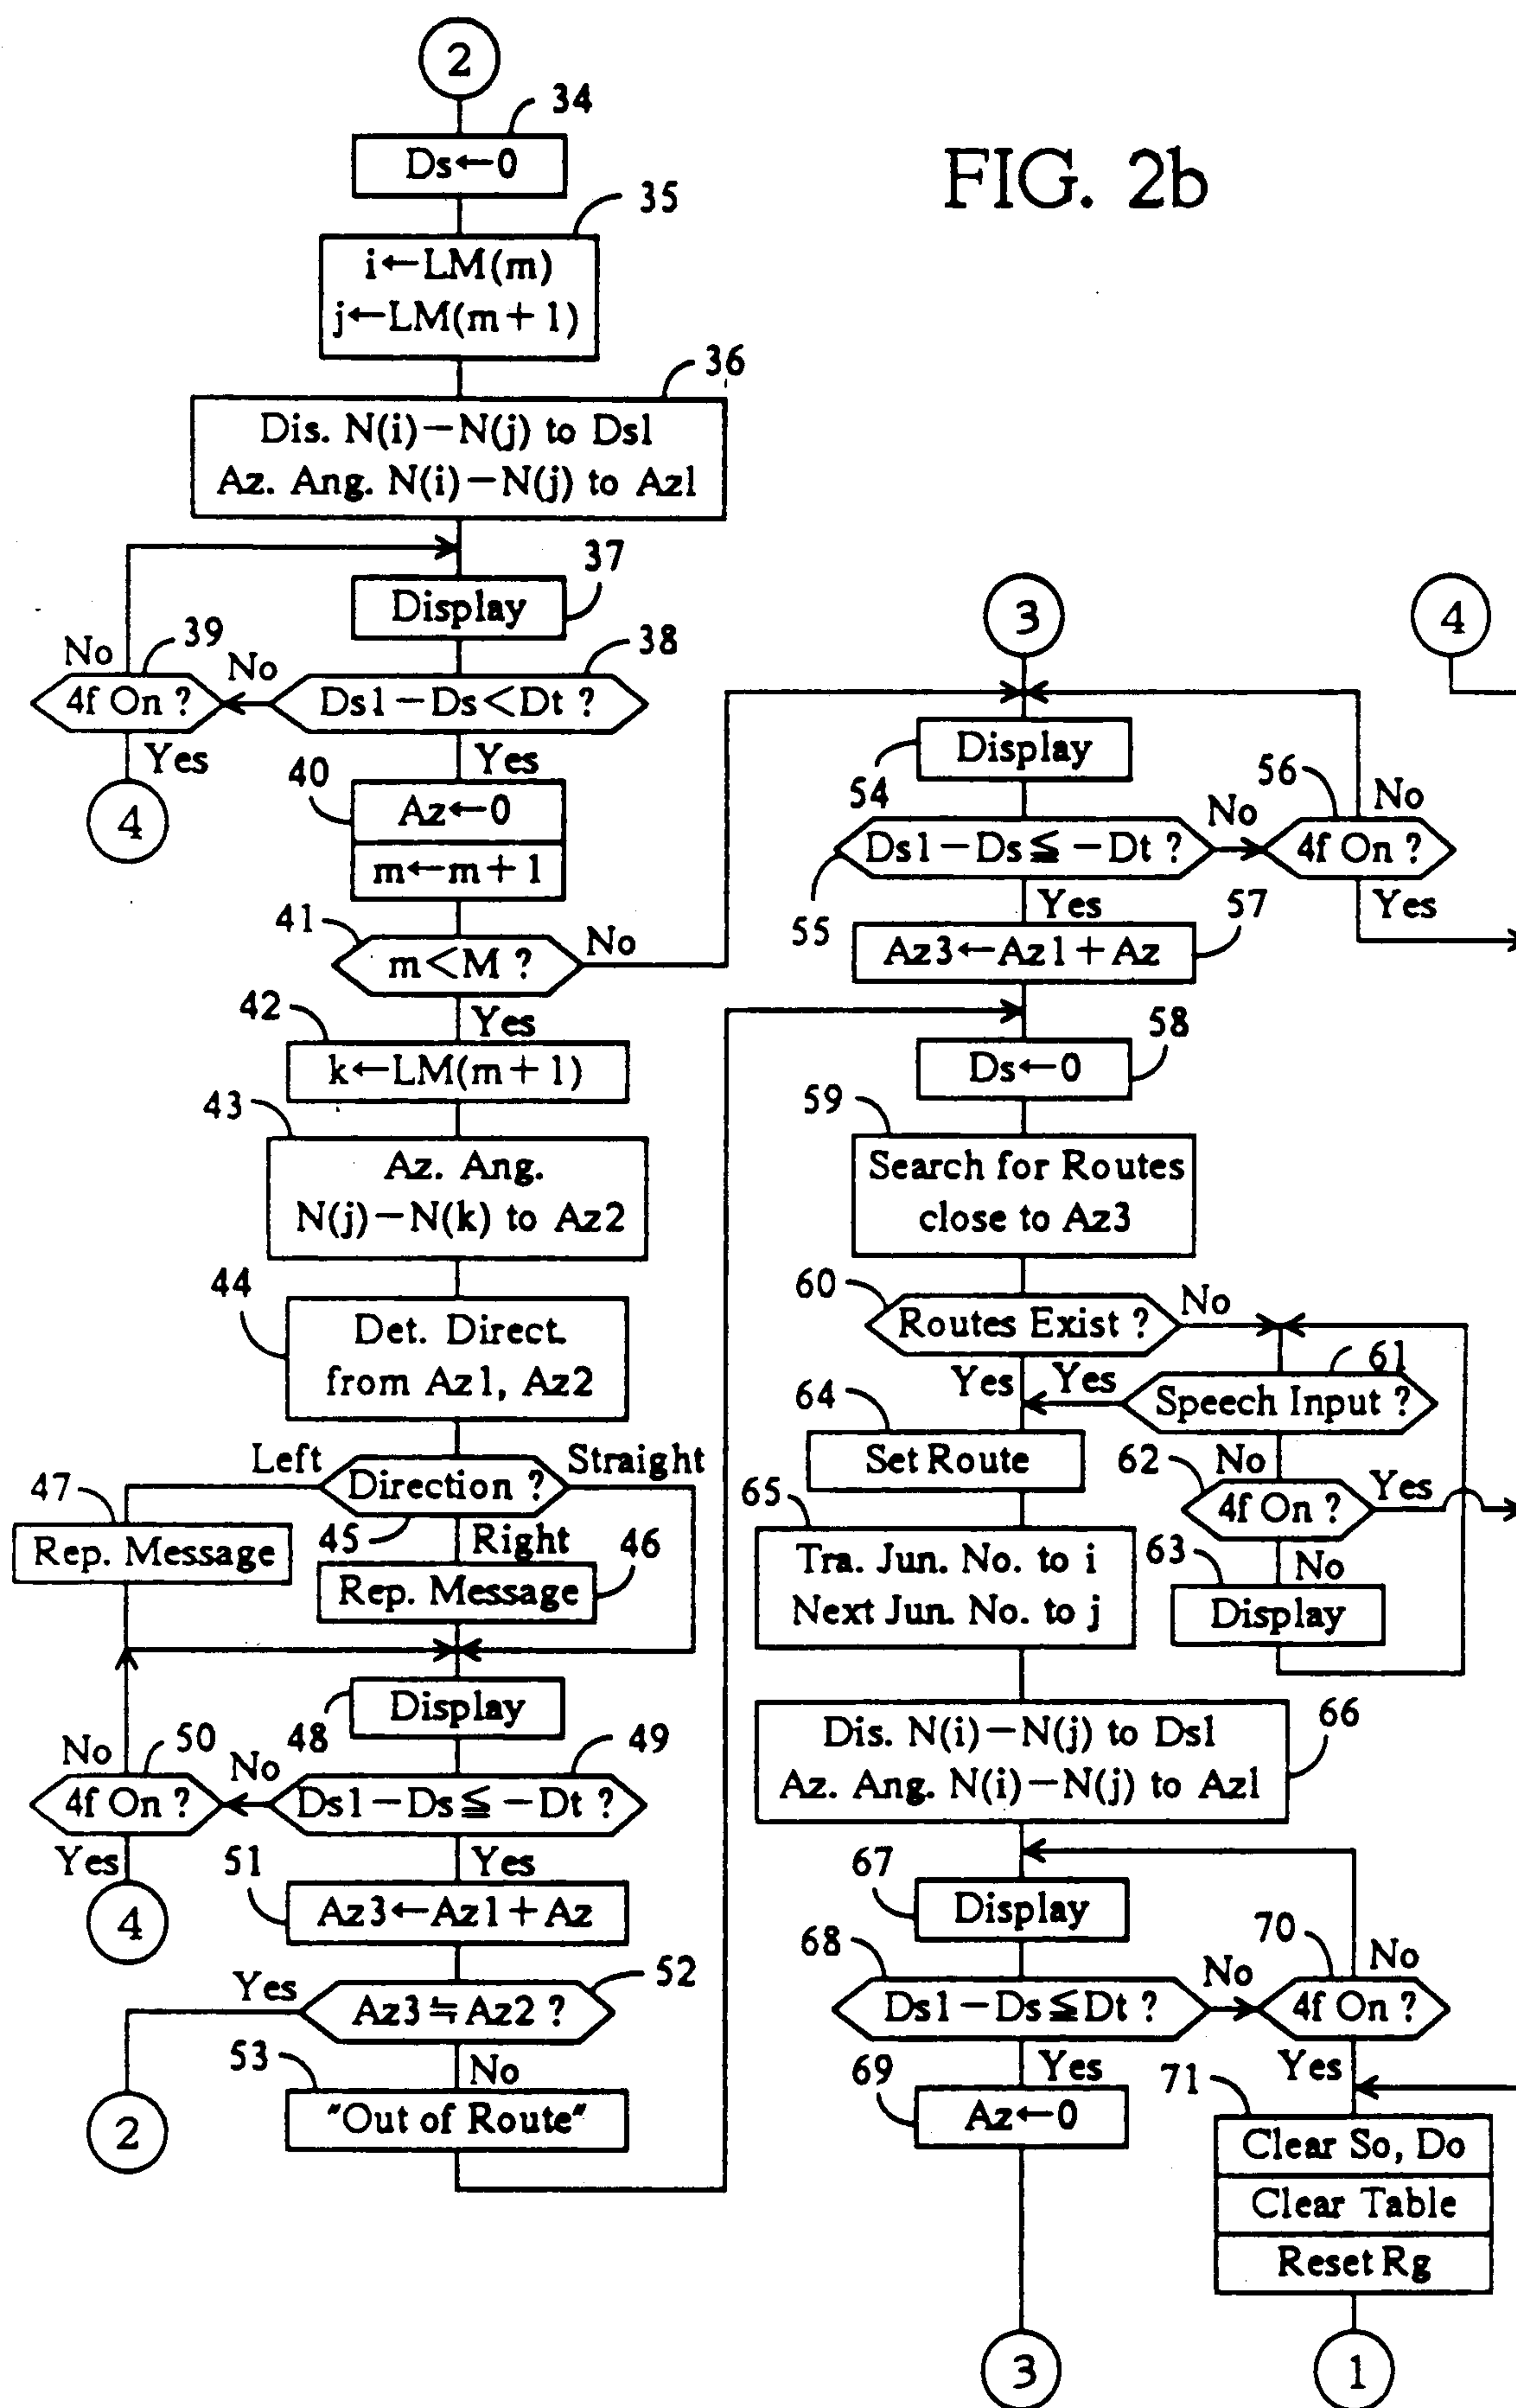 FIG. 2b
2
34
Ds←0
35
i←LM(m)
j←LM(m+1)
36
Dis. N(i)−N(j) to Ds1
Az. Ang. N(i)−N(j) to Az1
37
Display
38
Ds1−Ds<Dt ?
No
39
4f On ?
No
Yes
4
Yes
40
Az←0
m←m+1
41
m<M ?
No
Yes
42
k←LM(m+1)
43
Az. Ang.
N(j)−N(k) to Az2
44
Det. Direct.
from Az1, Az2
Left
Direction ?
Straight
45
Right
47
Rep. Message
46
Rep. Message
48
Display
49
Ds1−Ds≦−Dt ?
No
50
4f On ?
No
Yes
4
Yes
51
Az3←Az1+Az
52
Az3≒Az2 ?
Yes
2
No
53
"Out of Route"
3
54
Display
55
Ds1−Ds≦−Dt ?
No
56
4f On ?
No
Yes
4
Yes
57
Az3←Az1+Az
58
Ds←0
59
Search for Routes
close to Az3
60
Routes Exist ?
No
Yes
61
Speech Input ?
Yes
No
62
4f On ?
Yes
No
63
Display
64
Set Route
65
Tra. Jun. No. to i
Next Jun. No. to j
66
Dis. N(i)−N(j) to Ds1
Az. Ang. N(i)−N(j) to Az1
67
Display
68
Ds1−Ds≦Dt ?
No
70
4f On ?
No
Yes
Yes
69
Az←0
3
71
Clear So, Do
Clear Table
Reset Rg
1